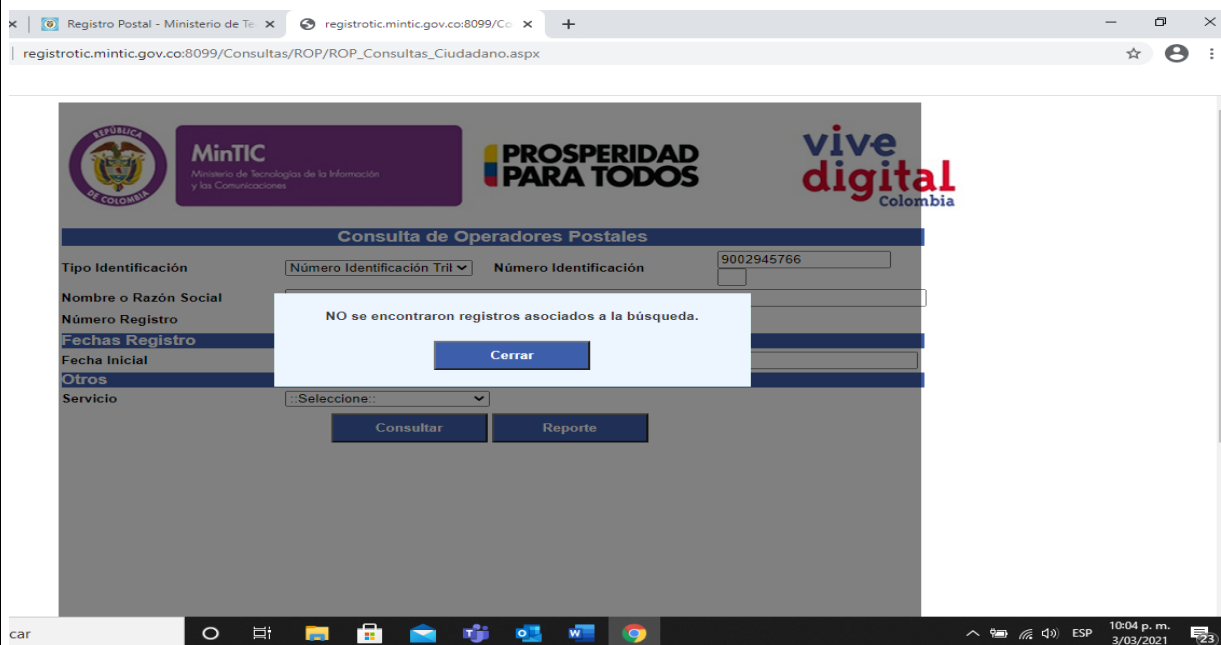 Registro Postal - Ministerio de Te
registrotic.mintic.gov.co:8099/Co
registrotic.mintic.gov.co:8099/Consultas/ROP/ROP_Consultas_Ciudadano.aspx
REPÚBLICA
DE COLOMBIA
MinTIC
Ministerio de Tecnologías de la Información
y las Comunicaciones
PROSPERIDAD
PARA TODOS
vive
digital
Colombia
Consulta de Operadores Postales
Tipo Identificación
Número Identificación Tril
Número Identificación
9002945766
Nombre o Razón Social
Número Registro
NO se encontraron registros asociados a la búsqueda.
Fechas Registro
Fecha Inicial
Cerrar
Otros
Servicio
::Seleccione::
Consultar
Reporte
car
ESP
10:04 p. m.
3/03/2021
23